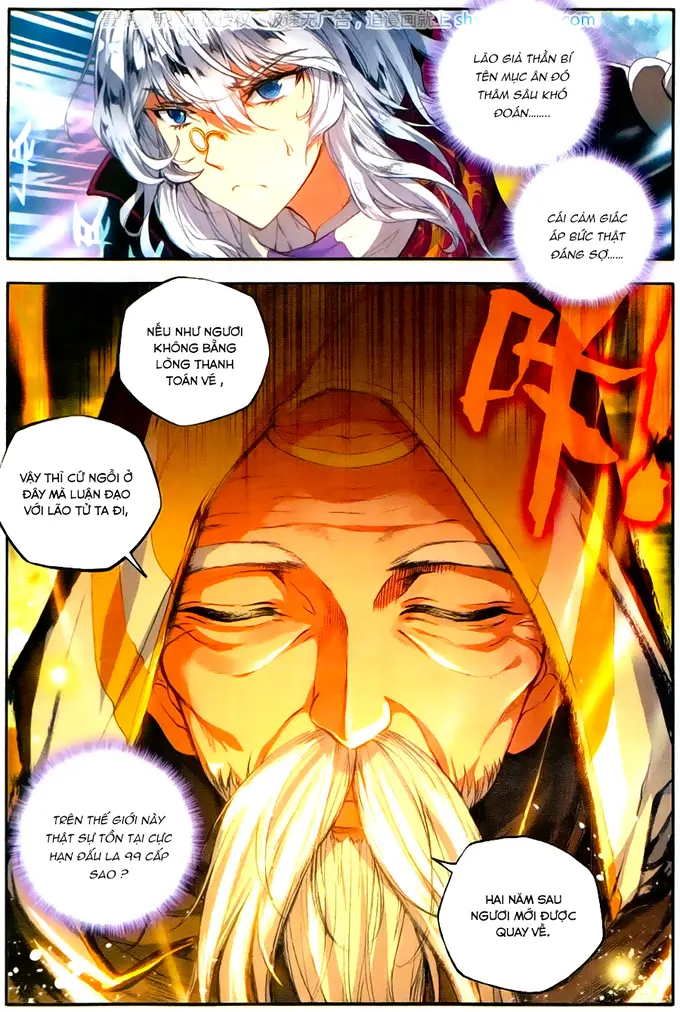 LÃO GIẢ THẦN BÍ
TÊN MỤC ÂN ĐÓ
THÂM SÂU KHÓ
ĐOÁN........
CÁI CẢM GIÁC
ÁP BỨC THẬT
ĐÁNG SỢ......
NẾU NHƯ NGƯƠI
KHÔNG BẰNG
LÒNG THANH
TOÁN VÉ ,
咔!
VẬY THÌ CỨ NGỒI Ở
ĐÂY MÀ LUẬN ĐẠO
VỚI LÃO TỬ TA ĐI,
TRÊN THẾ GIỚI NÀY
THẬT SỰ TỒN TẠI CỰC
HẠN ĐẤU LA 99 CẤP
SAO ?
HAI NĂM SAU
NGƯƠI MỚI ĐƯỢC
QUAY VỀ.